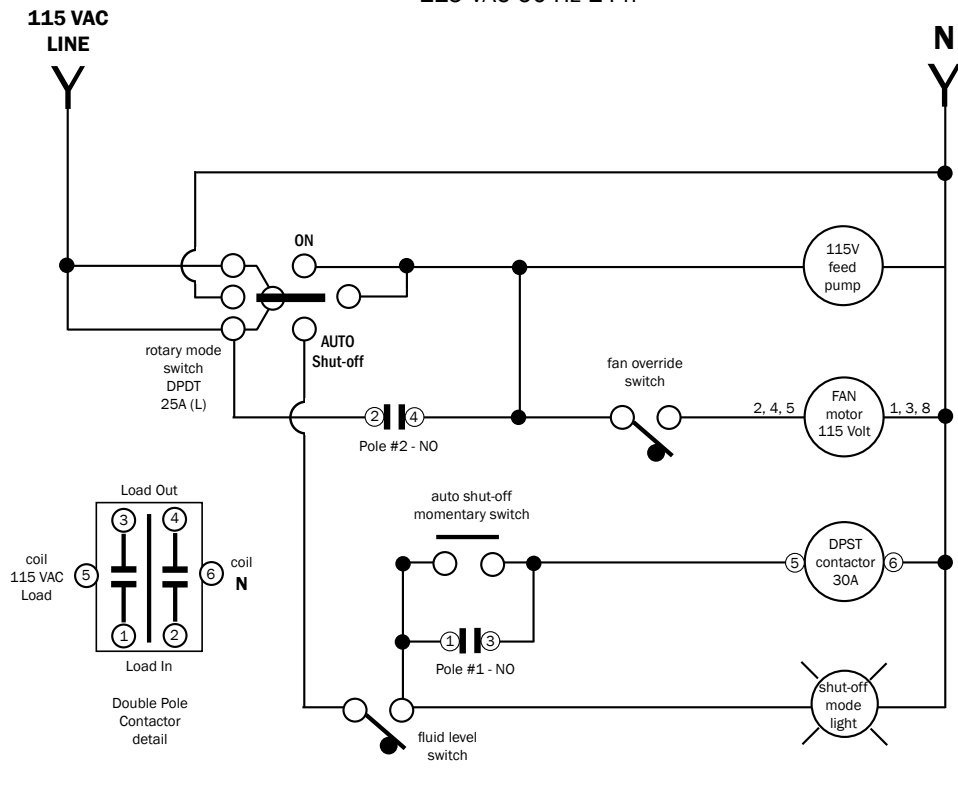 115 VAC
LINE
N
ON
115V
feed
pump
AUTO
Shut-off
rotary mode
switch
DPDT
25A (L)
fan override
switch
2, 4, 5
FAN
motor
115 Volt
1, 3, 8
2
4
Pole #2 - NO
Load Out
3
4
coil
115 VAC
Load
5
6
coil
N
1
2
Load In
Double Pole
Contactor
detail
auto shut-off
momentary switch
5
DPST
contactor
30A
6
1
3
Pole #1 - NO
fluid level
switch
shut-off
mode
light